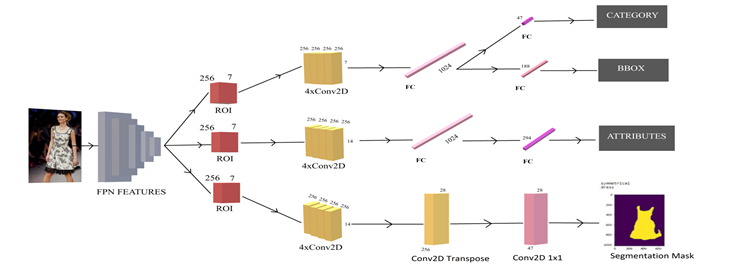 47
CATEGORY
256 7
256 256 256 256
7
FC
1024
188
BBOX
ROI
4xConv2D
FC
FC
256 7
256 256 256 256
14
1024
294
ATTRIBUTES
ROI
4xConv2D
FC
FC
FPN FEATURES
256 7
256 256 256 256
14
28
28
symmetrical
dress
ROI
4xConv2D
256
47
Conv2D Transpose
Conv2D 1x1
Segmentation Mask